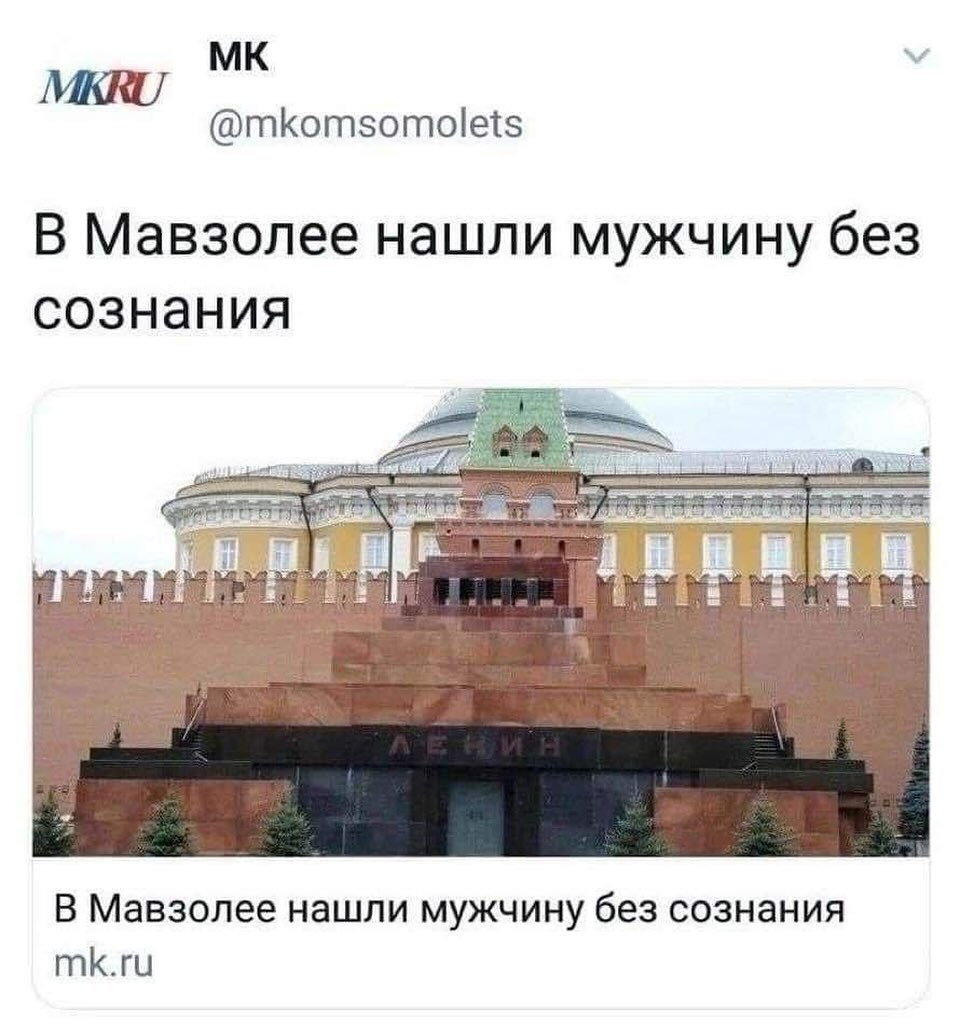 MKRU
МК
@mkomsomolets
В Мавзолее нашли мужчину без
сознания
ЛЕНИН
В Мавзолее нашли мужчину без сознания
mk.ru